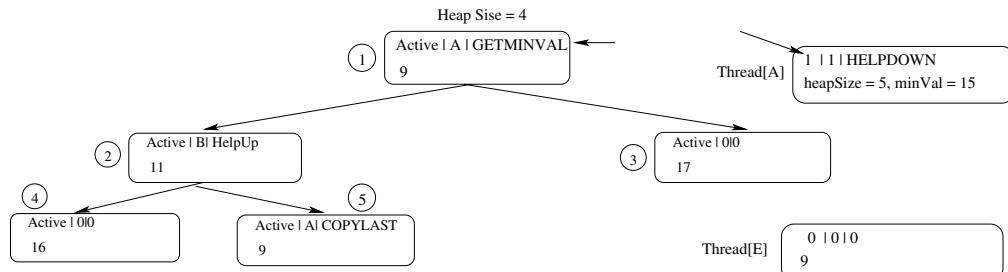 Heap Sise = 4
1
Active | A | GETMINVAL
9
Thread[A]
1 | 1 | HELPDOWN
heapSize = 5, minVal = 15
2
Active | B| HelpUp
11
3
Active | 0|0
17
4
Active | 0|0
16
5
Active | A| COPYLAST
9
Thread[E]
0 | 0 | 0
9